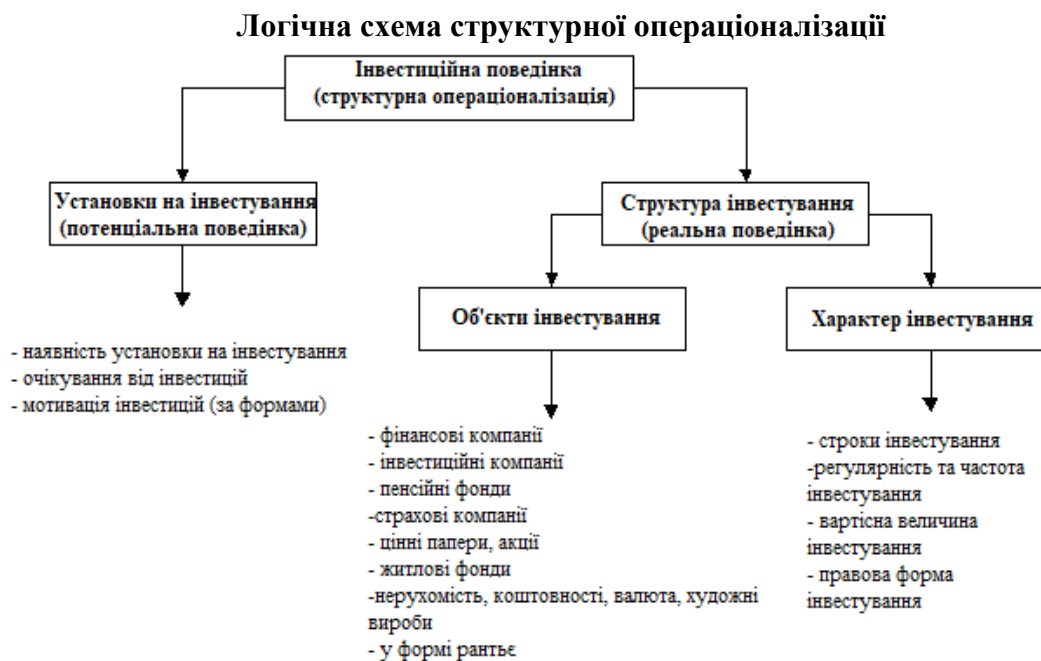 Логічна схема структурної операціоналізації
Інвестиційна поведінка
(структурна операціоналізація)
Установки на інвестування
(потенціальна поведінка)
Структура інвестування
(реальна поведінка)
Об'єкти інвестування
Характер інвестування
- наявність установки на інвестування
- очікування від інвестицій
- мотивація інвестицій (за формами)
- фінансові компанії
- інвестиційні компанії
- пенсійні фонди
-страхові компанії
- цінні папери, акції
- житлові фонди
-нерухомість, коштовності, валюта, художні
вироби
- у формі рантьє
- строки інвестування
-регулярність та частота
інвестування
- вартісна величина
інвестування
- правова форма
інвестування